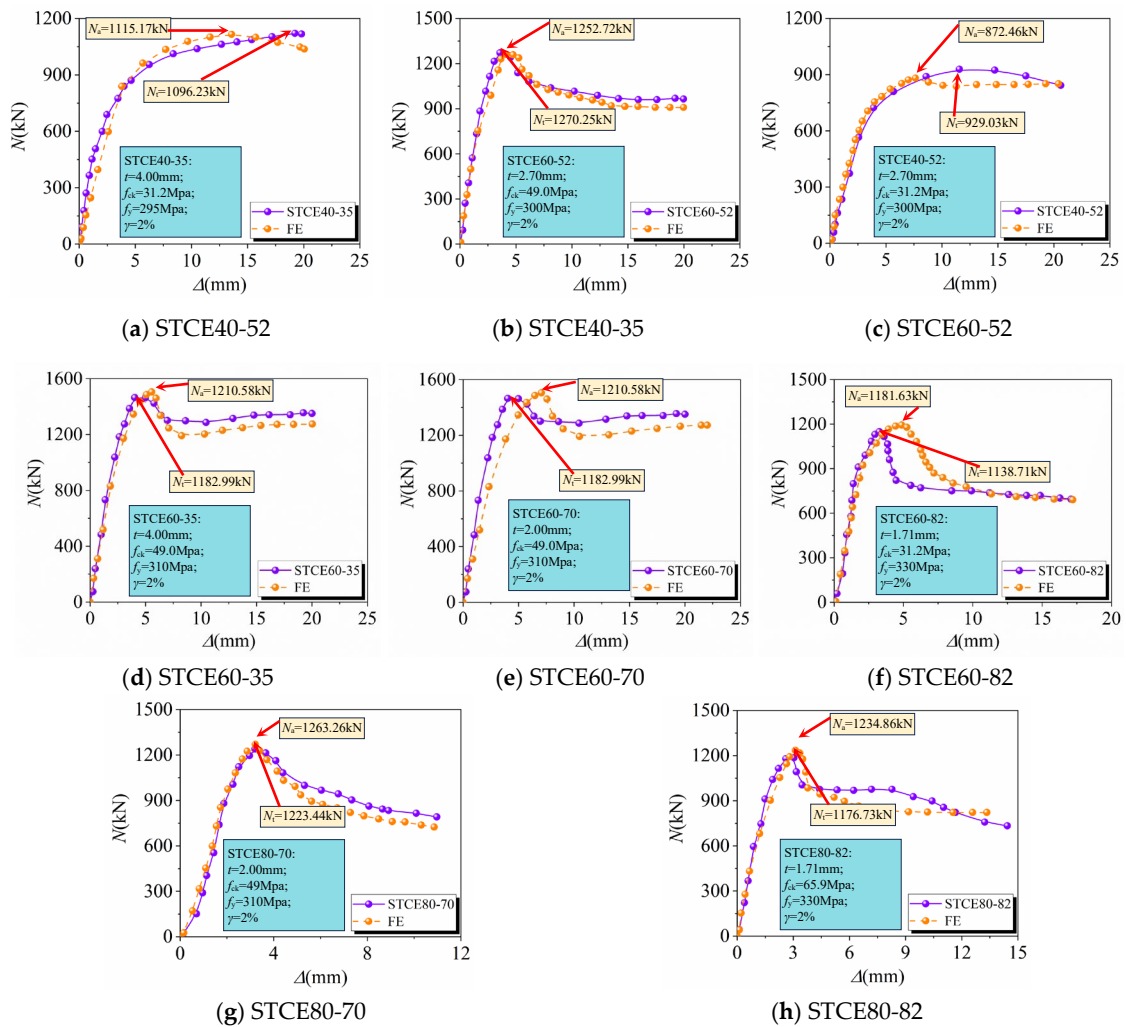 1200
900
600
300
0
N(kN)
0 5 10 15 20 25
Δ(mm)
Na=1115.17kN
Nt=1096.23kN
STCE40-35:
t=4.00mm;
fck=31.2Mpa;
fy=295Mpa;
γ=2%
STCE40-35
FE
(a) STCE40-52
1500
1200
900
600
300
0
N(kN)
0 5 10 15 20 25
Δ(mm)
Na=1252.72kN
Nt=1270.25kN
STCE60-52:
t=2.70mm;
fck=49.0Mpa;
fy=300Mpa;
γ=2%
STCE60-52
FE
(b) STCE40-35
1200
900
600
300
0
N(kN)
0 5 10 15 20 25
Δ(mm)
Na=872.46kN
Nt=929.03kN
STCE40-52:
t=2.70mm;
fck=31.2Mpa;
fy=300Mpa;
γ=2%
STCE40-52
FE
(c) STCE60-52
1600
1200
800
400
0
N(kN)
0 5 10 15 20 25
Δ(mm)
Na=1210.58kN
Nt=1182.99kN
STCE60-35:
t=4.00mm;
fck=49.0Mpa;
fy=310Mpa;
γ=2%
STCE60-35
FE
(d) STCE60-35
1600
1200
800
400
0
N(kN)
0 5 10 15 20 25
Δ(mm)
Na=1210.58kN
Nt=1182.99kN
STCE60-70:
t=2.00mm;
fck=49.0Mpa;
fy=310Mpa;
γ=2%
STCE60-70
FE
(e) STCE60-70
1500
1200
900
600
300
0
N(kN)
0 5 10 15 20
Δ(mm)
Na=1181.63kN
Nt=1138.71kN
STCE60-82:
t=1.71mm;
fck=31.2Mpa;
fy=330Mpa;
γ=2%
STCE60-82
FE
(f) STCE60-82
1500
1200
900
600
300
0
N(kN)
0 4 8 12
Δ(mm)
Na=1263.26kN
Nt=1223.44kN
STCE80-70:
t=2.00mm;
fck=49Mpa;
fy=310Mpa;
γ=2%
STCE80-70
FE
(g) STCE80-70
1500
1200
900
600
300
0
N(kN)
0 3 6 9 12 15
Δ(mm)
Na=1234.86kN
Nt=1176.73kN
STCE80-82:
t=1.71mm;
fck=65.9Mpa;
fy=330Mpa;
γ=2%
STCE80-82
FE
(h) STCE80-82